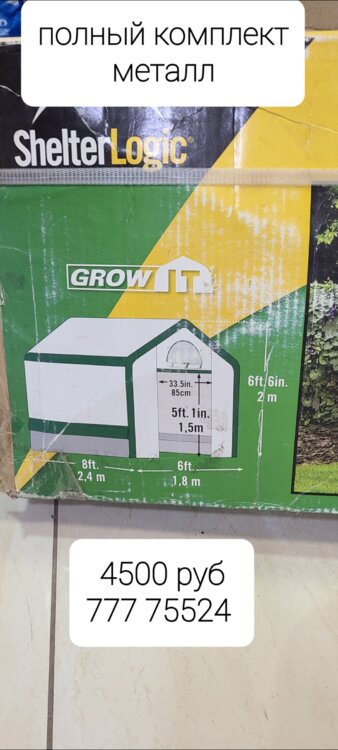 полный комплект
металл
ShelterLogic®
GROW IT
33.5in.
85cm
6ft. 6in.
2 m
5ft. 1in.
1,5m
8ft.
2,4 m
6ft.
1,8 m
4500 руб
777 75524